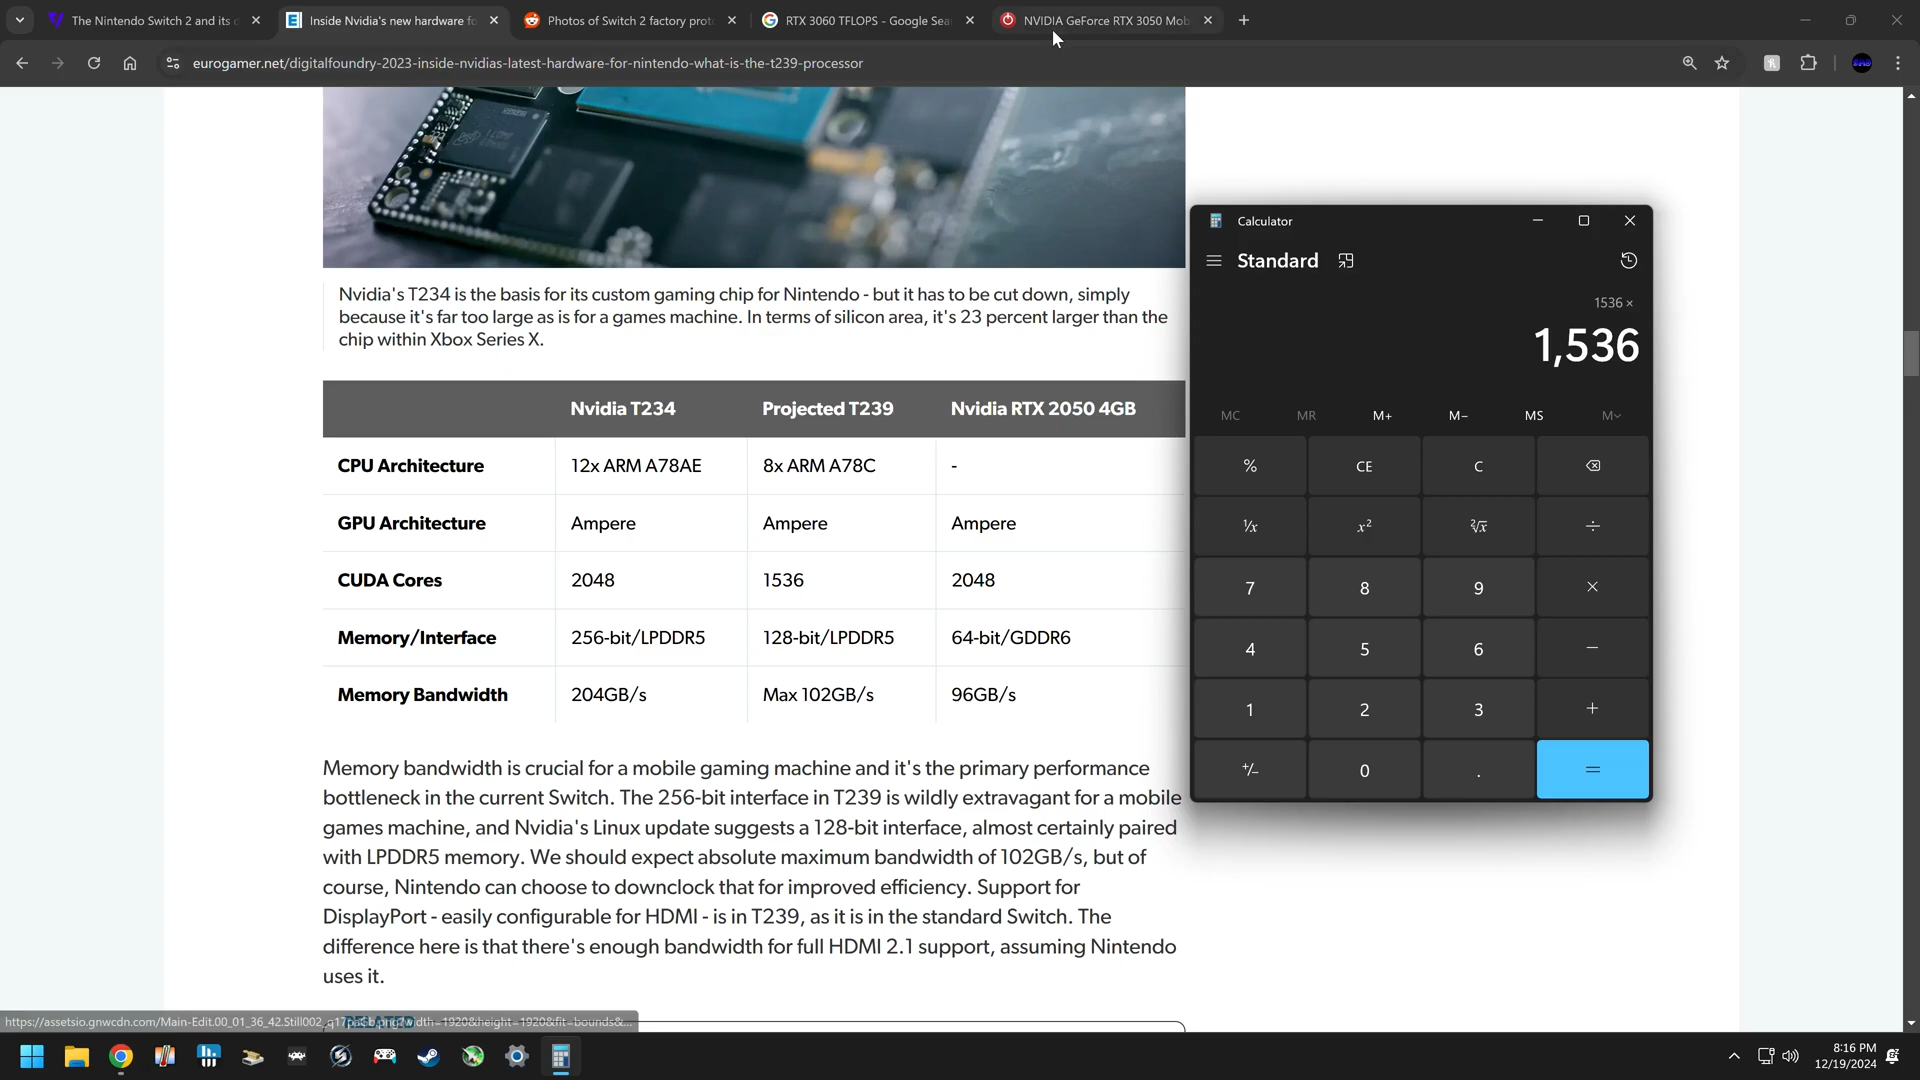 The Nintendo Switch 2 and its
Inside Nvidia's new hardware fo
Photos of Switch 2 factory prot
RTX 3060 TFLOPS - Google Sea
NVIDIA GeForce RTX 3050 Mob
eurogamer.net/digitalfoundry-2023-inside-nvidias-latest-hardware-for-nintendo-what-is-the-t239-processor
Nvidia's T234 is the basis for its custom gaming chip for Nintendo - but it has to be cut down, simply
because it's far too large as is for a games machine. In terms of silicon area, it's 23 percent larger than the
chip within Xbox Series X.
Nvidia T234 Projected T239 Nvidia RTX 2050 4GB
CPU Architecture 12x ARM A78AE 8x ARM A78C -
GPU Architecture Ampere Ampere Ampere
CUDA Cores 2048 1536 2048
Memory/Interface 256-bit/LPDDR5 128-bit/LPDDR5 64-bit/GDDR6
Memory Bandwidth 204GB/s Max 102GB/s 96GB/s
Memory bandwidth is crucial for a mobile gaming machine and it's the primary performance
bottleneck in the current Switch. The 256-bit interface in T239 is wildly extravagant for a mobile
games machine, and Nvidia's Linux update suggests a 128-bit interface, almost certainly paired
with LPDDR5 memory. We should expect absolute maximum bandwidth of 102GB/s, but of
course, Nintendo can choose to downclock that for improved efficiency. Support for
DisplayPort - easily configurable for HDMI - is in T239, as it is in the standard Switch. The
difference here is that there's enough bandwidth for full HDMI 2.1 support, assuming Nintendo
uses it.
RELATED
Calculator
Standard
1536 ×
1,536
MC MR M+ M− MS M
% CE C
¹/x x² ²√x ÷
7 8 9 ×
4 5 6 −
1 2 3 +
+/− 0 . =
8:16 PM
12/19/2024